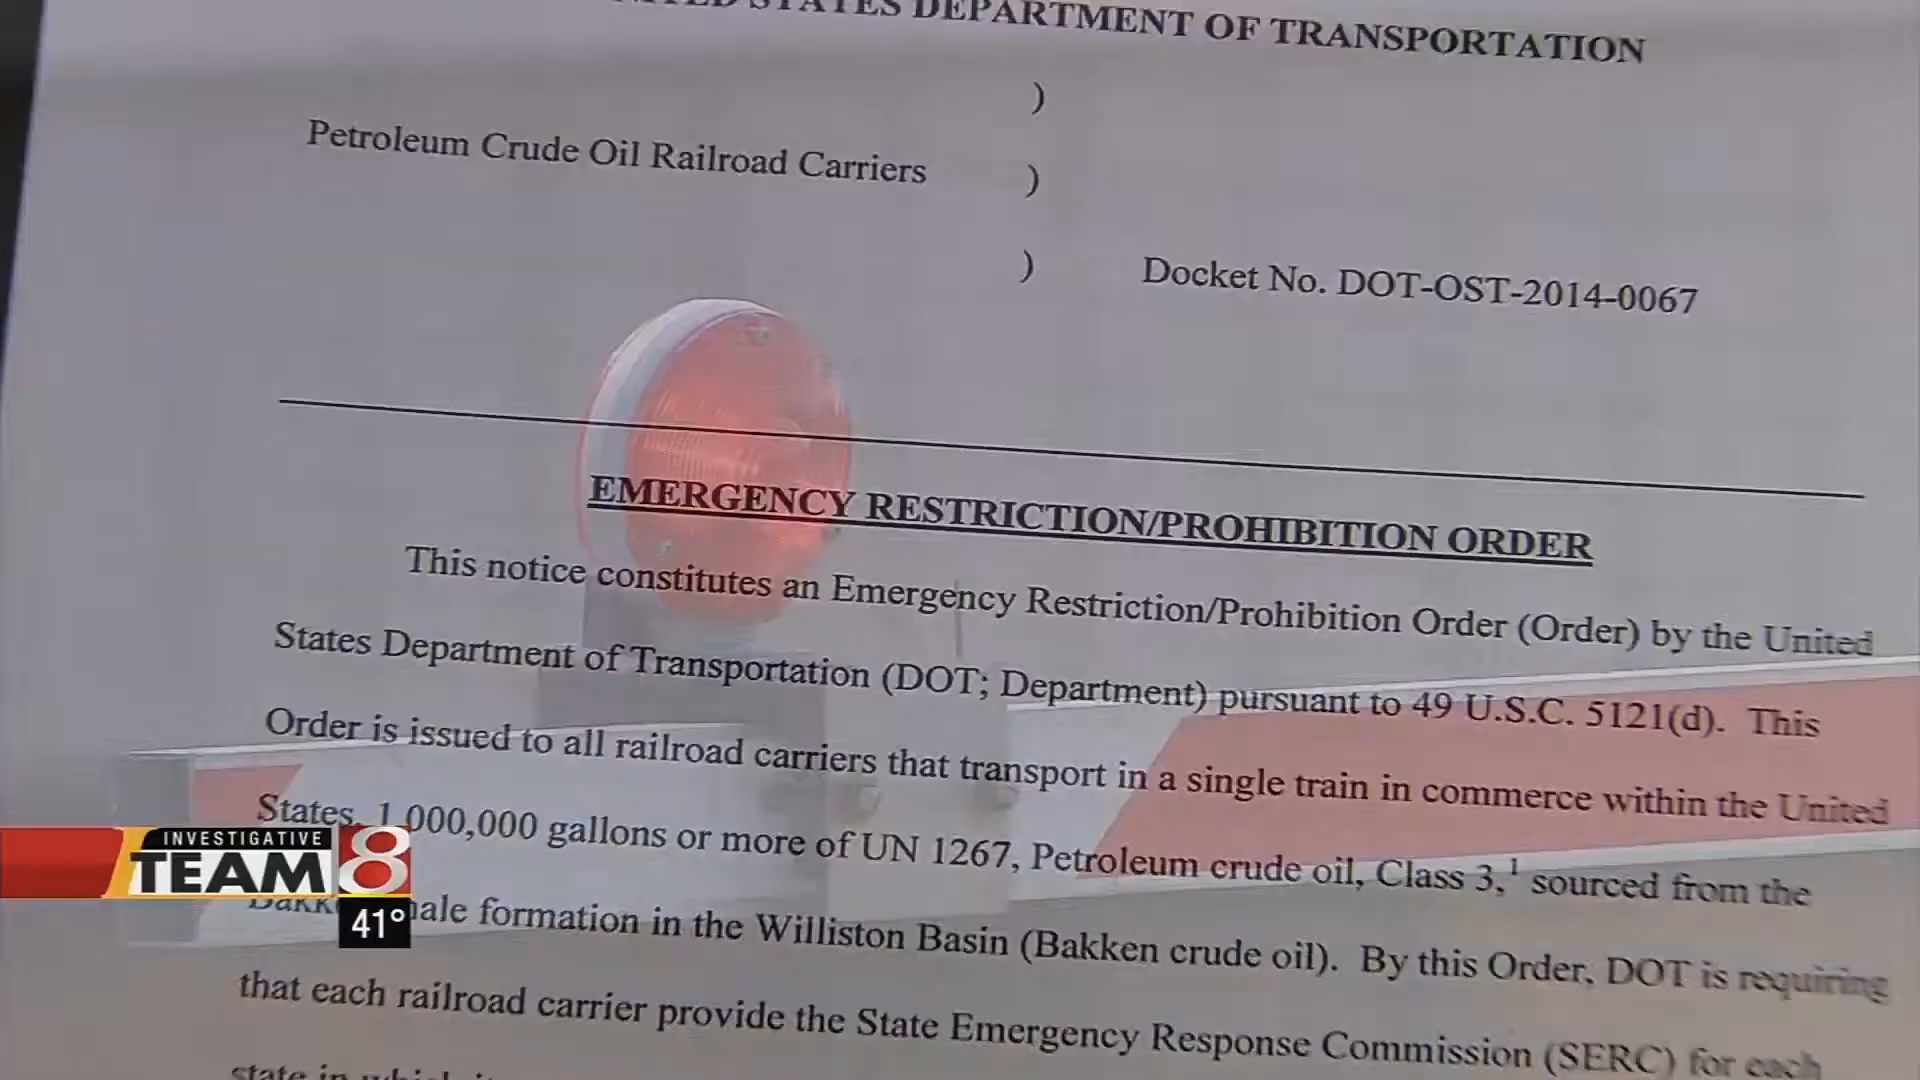 STATES DEPARTMENT OF TRANSPORTATION
)
Petroleum Crude Oil Railroad Carriers )
) Docket No. DOT-OST-2014-0067
EMERGENCY RESTRICTION/PROHIBITION ORDER
This notice constitutes an Emergency Restriction/Prohibition Order (Order) by the United
States Department of Transportation (DOT; Department) pursuant to 49 U.S.C. 5121(d). This
Order is issued to all railroad carriers that transport in a single train in commerce within the United
States, 1,000,000 gallons or more of UN 1267, Petroleum crude oil, Class 3,¹ sourced from the
formation in the Williston Basin (Bakken crude oil). By this Order, DOT is requiring
that each railroad carrier provide the State Emergency Response Commission (SERC) for each
state in which
INVESTIGATIVE
TEAM 8
41°